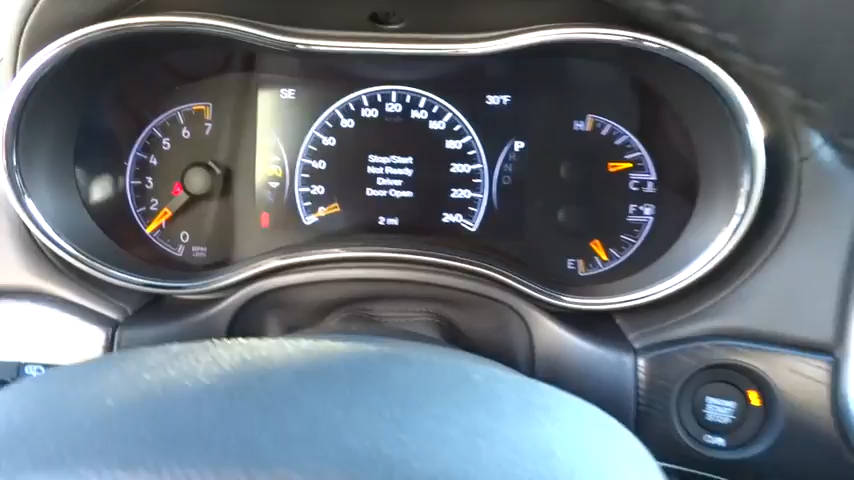 SE
30°F
0
1
2
3
4
5
6
7
20
40
60
80
100
120
140
160
180
200
220
240
Stop/Start
Not Ready
Driver
Door Open
2 mi
P
R
N
D
H
C
F
E
ENGINE
START
STOP